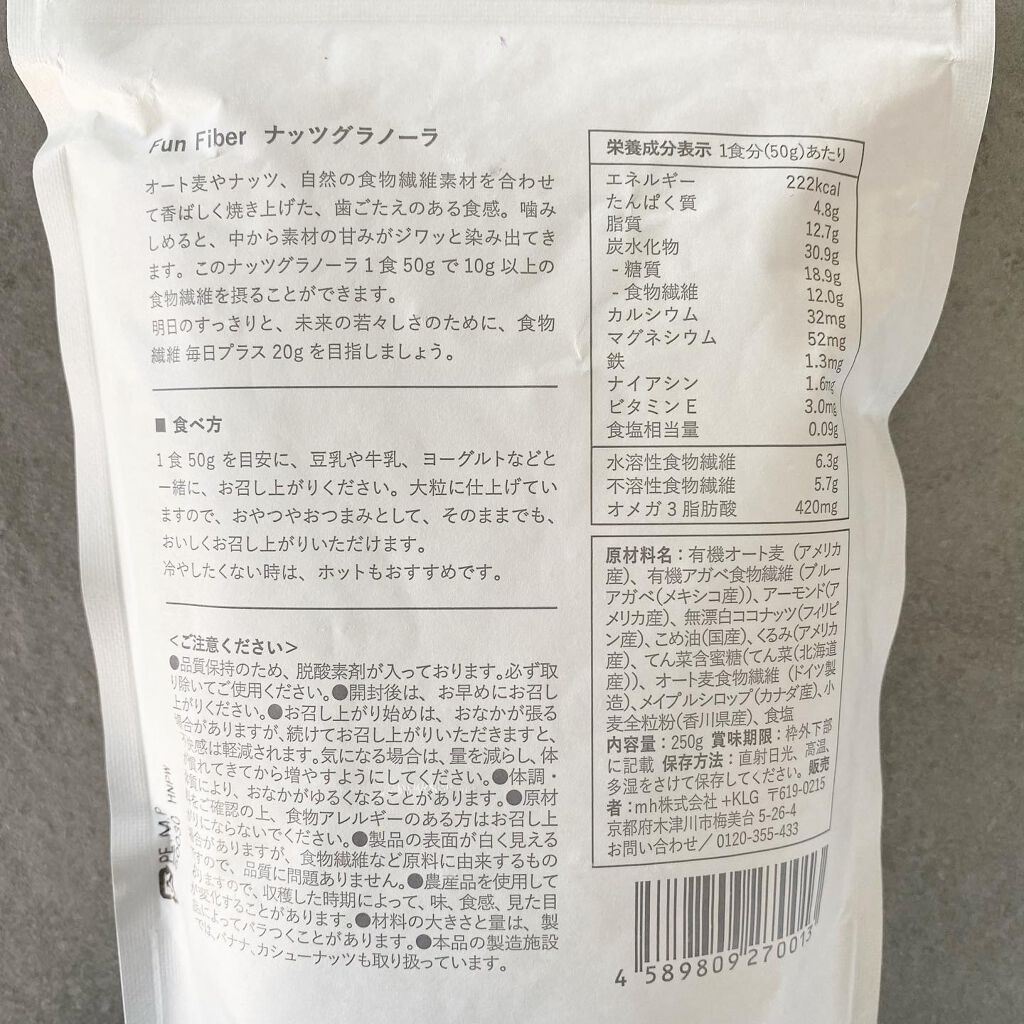 Fun Fiber ナッツグラノーラ
オート麦やナッツ、自然の食物繊維素材を合わせ
て香ばしく焼き上げた、歯ごたえのある食感。噛み
しめると、中から素材の甘みがジワッと染み出てき
ます。このナッツグラノーラ1食50gで10g以上の
食物繊維を摂ることができます。
明日のすっきりと、未来の若々しさのために、食物
繊維 毎日プラス20gを目指しましょう。
■ 食べ方
1食50gを目安に、豆乳や牛乳、ヨーグルトなどと
一緒に、お召し上がりください。大粒に仕上げてい
ますので、おやつやおつまみとして、そのままでも、
おいしくお召し上がりいただけます。
冷やしたくない時は、ホットもおすすめです。
<ご注意ください>
●品質保持のため、脱酸素剤が入っております。必ず取
り除いてご使用ください。●開封後は、お早めにお召し
上がりください。●お召し上がり始めは、おなかが張る
場合がありますが、続けてお召し上がりいただきますと、
快感は軽減されます。気になる場合は、量を減らし、体
慣れてきてから増やすようにしてください。●体調・
質により、おなかがゆるくなることがあります。●原材
をご確認の上、食物アレルギーのある方はお召し上
がりにならないでください。●製品の表面が白く見える
場合がありますが、食物繊維など原料に由来するもの
ですので、品質に問題ありません。●農産品を使用して
おりますので、収穫した時期によって、味、食感、見た目
が変化することがあります。●材料の大きさと量は、製
品によってバラつくことがあります。●本品の製造施設
では、バナナ、カシューナッツも取り扱っています。
栄養成分表示 1食分(50g)あたり
エネルギー 222kcal
たんぱく質 4.8g
脂質 12.7g
炭水化物 30.9g
- 糖質 18.9g
- 食物繊維 12.0g
カルシウム 32mg
マグネシウム 52mg
鉄 1.3mg
ナイアシン 1.6mg
ビタミンE 3.0mg
食塩相当量 0.09g
水溶性食物繊維 6.3g
不溶性食物繊維 5.7g
オメガ3脂肪酸 420mg
原材料名：有機オート麦（アメリカ
産）、有機アガベ食物繊維（ブルー
アガベ（メキシコ産））、アーモンド（ア
メリカ産）、無漂白ココナッツ（フィリピ
ン産）、こめ油（国産）、くるみ（アメリカ
産）、てん菜含蜜糖（てん菜（北海道
産））、オート麦食物繊維（ドイツ製
造）、メイプルシロップ（カナダ産）、小
麦全粒粉（香川県産）、食塩
内容量：250g 賞味期限：枠外下部
に記載 保存方法：直射日光、高温、
多湿をさけて保存してください。販売
者：mh株式会社 +KLG 〒619-0215
京都府木津川市梅美台 5-26-4
お問い合わせ／0120-355-433
4 589809 270013